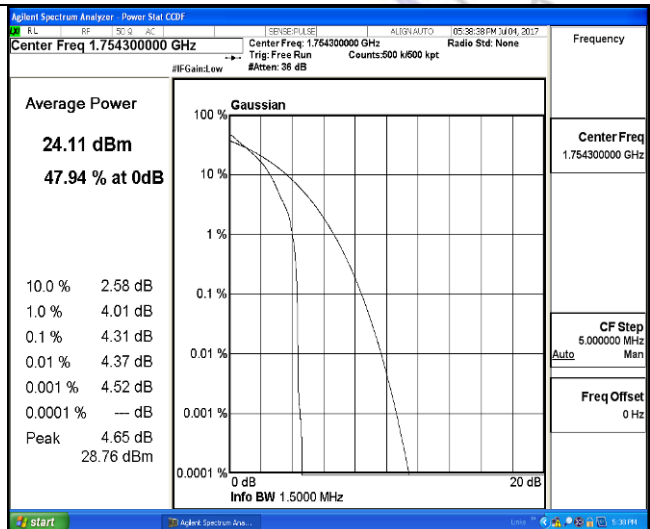 Agilent Spectrum Analyzer - Power Stat CCDF
LXI RL RF 50 Ω AC SENSE:PULSE ALIGN AUTO 05:38:38 PM Jul 04, 2017
Center Freq 1.754300000 GHz
Center Freq: 1.754300000 GHz
Radio Std: None
Trig: Free Run Counts:500 k/500 kpt
#IFGain:Low #Atten: 36 dB
Frequency
Average Power
24.11 dBm
47.94 % at 0dB
10.0 % 2.58 dB
1.0 % 4.01 dB
0.1 % 4.31 dB
0.01 % 4.37 dB
0.001 % 4.52 dB
0.0001 % --- dB
Peak 4.65 dB
28.76 dBm
Gaussian
100 %
10 %
1 %
0.1 %
0.01 %
0.001 %
0.0001 %
0 dB 20 dB
Info BW 1.5000 MHz
Center Freq
1.754300000 GHz
CF Step
5.000000 MHz
Auto Man
Freq Offset
0 Hz
start Agilent Spectrum Ana... 5:38 PM